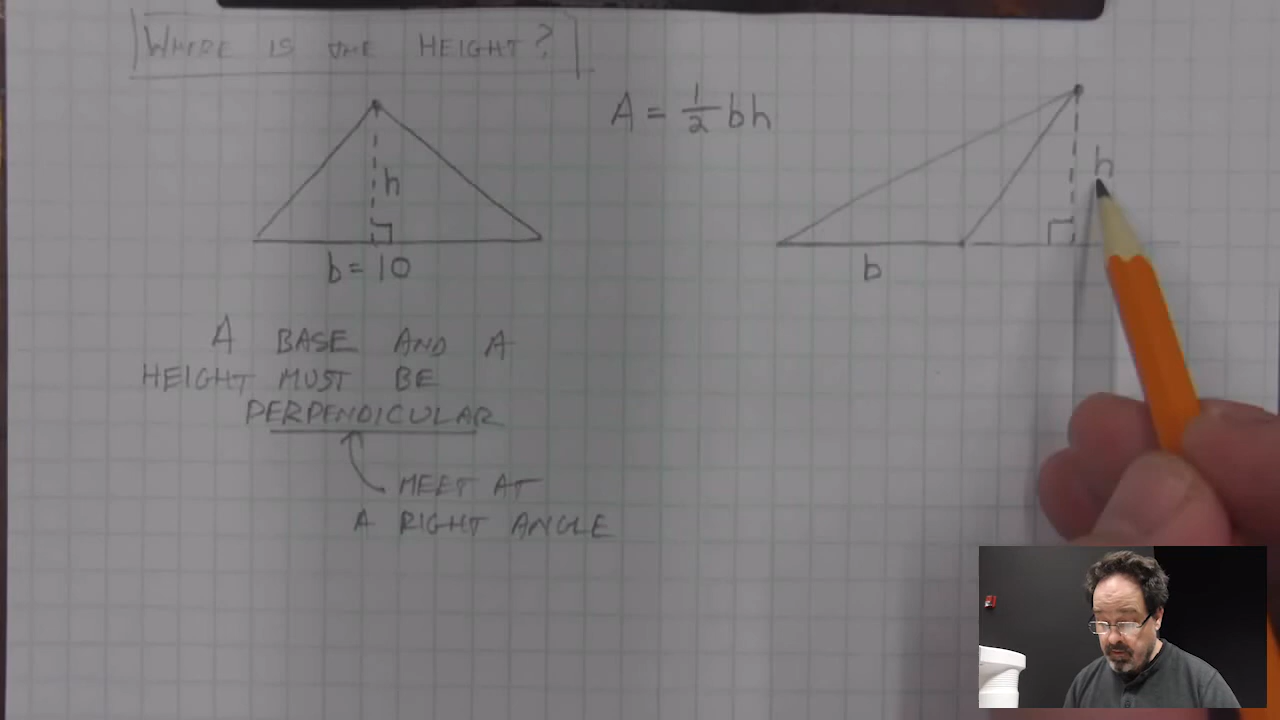 WHERE IS THE HEIGHT?
A = 1/2 bh
h
h
b = 10
b
A BASE AND A
HEIGHT MUST BE
PERPENDICULAR
MEET AT
A RIGHT ANGLE